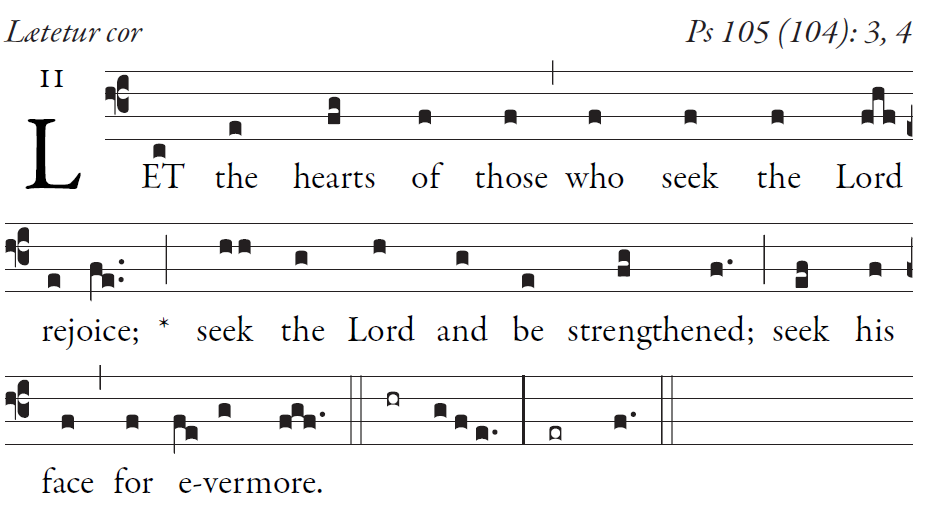 Lætetur cor Ps 105 (104): 3, 4
II
LET the hearts of those who seek the Lord
rejoice; * seek the Lord and be strengthened; seek his
face for e-vermore.